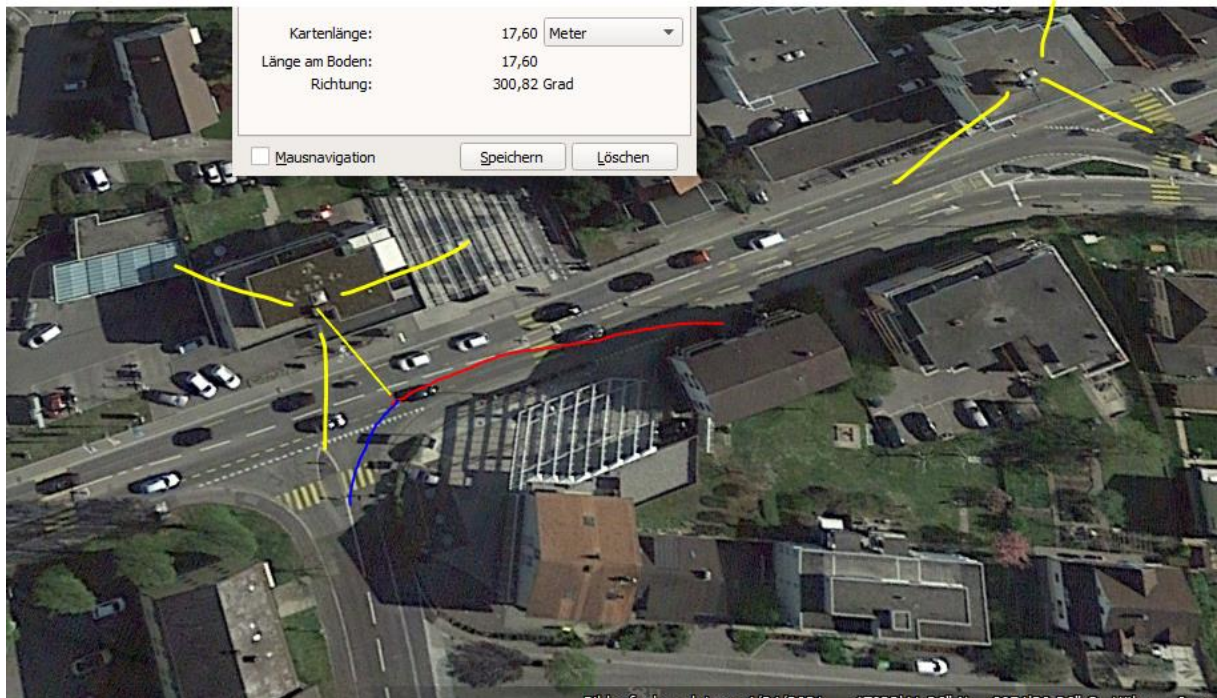 Kartenlänge: 17,60 Meter
Länge am Boden: 17,60
Richtung: 300,82 Grad
Mausnavigation Speichern Löschen